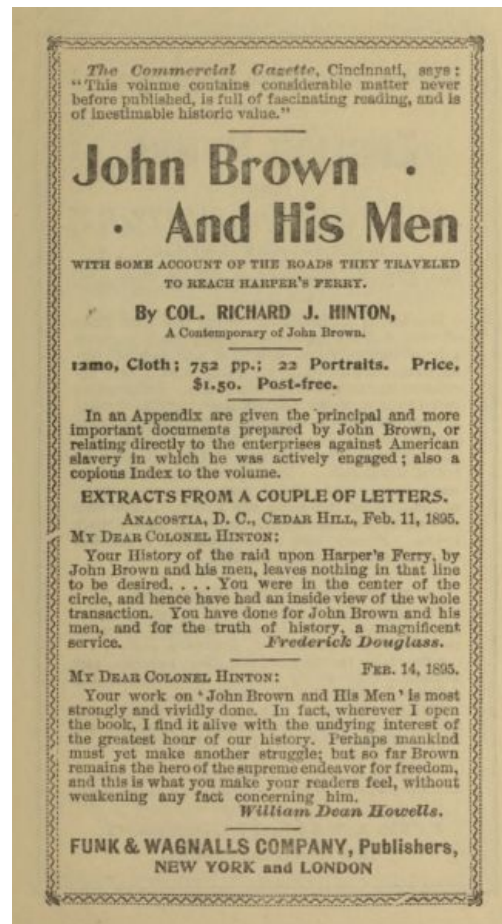 The Commercial Gazette, Cincinnati, says:
"This volume contains considerable matter never
before published, is full of fascinating reading, and is
of inestimable historic value."
John Brown ·
· And His Men
WITH SOME ACCOUNT OF THE ROADS THEY TRAVELED
TO REACH HARPER'S FERRY.
By COL. RICHARD J. HINTON,
A Contemporary of John Brown.
12mo, Cloth; 752 pp.; 22 Portraits. Price,
$1.50. Post-free.
In an Appendix are given the principal and more
important documents prepared by John Brown, or
relating directly to the enterprises against American
slavery in which he was actively engaged; also a
copious Index to the volume.
EXTRACTS FROM A COUPLE OF LETTERS.
ANACOSTIA, D. C., CEDAR HILL, Feb. 11, 1895.
MY DEAR COLONEL HINTON:
Your History of the raid upon Harper's Ferry, by
John Brown and his men, leaves nothing in that line
to be desired. . . . You were in the center of the
circle, and hence have had an inside view of the whole
transaction. You have done for John Brown and his
men, and for the truth of history, a magnificent
service. Frederick Douglass.
FEB. 14, 1895.
MY DEAR COLONEL HINTON:
Your work on 'John Brown and His Men' is most
strongly and vividly done. In fact, wherever I open
the book, I find it alive with the undying interest of
the greatest hour of our history. Perhaps mankind
must yet make another struggle; but so far Brown
remains the hero of the supreme endeavor for freedom,
and this is what you make your readers feel, without
weakening any fact concerning him.
William Dean Howells.
FUNK & WAGNALLS COMPANY, Publishers,
NEW YORK and LONDON